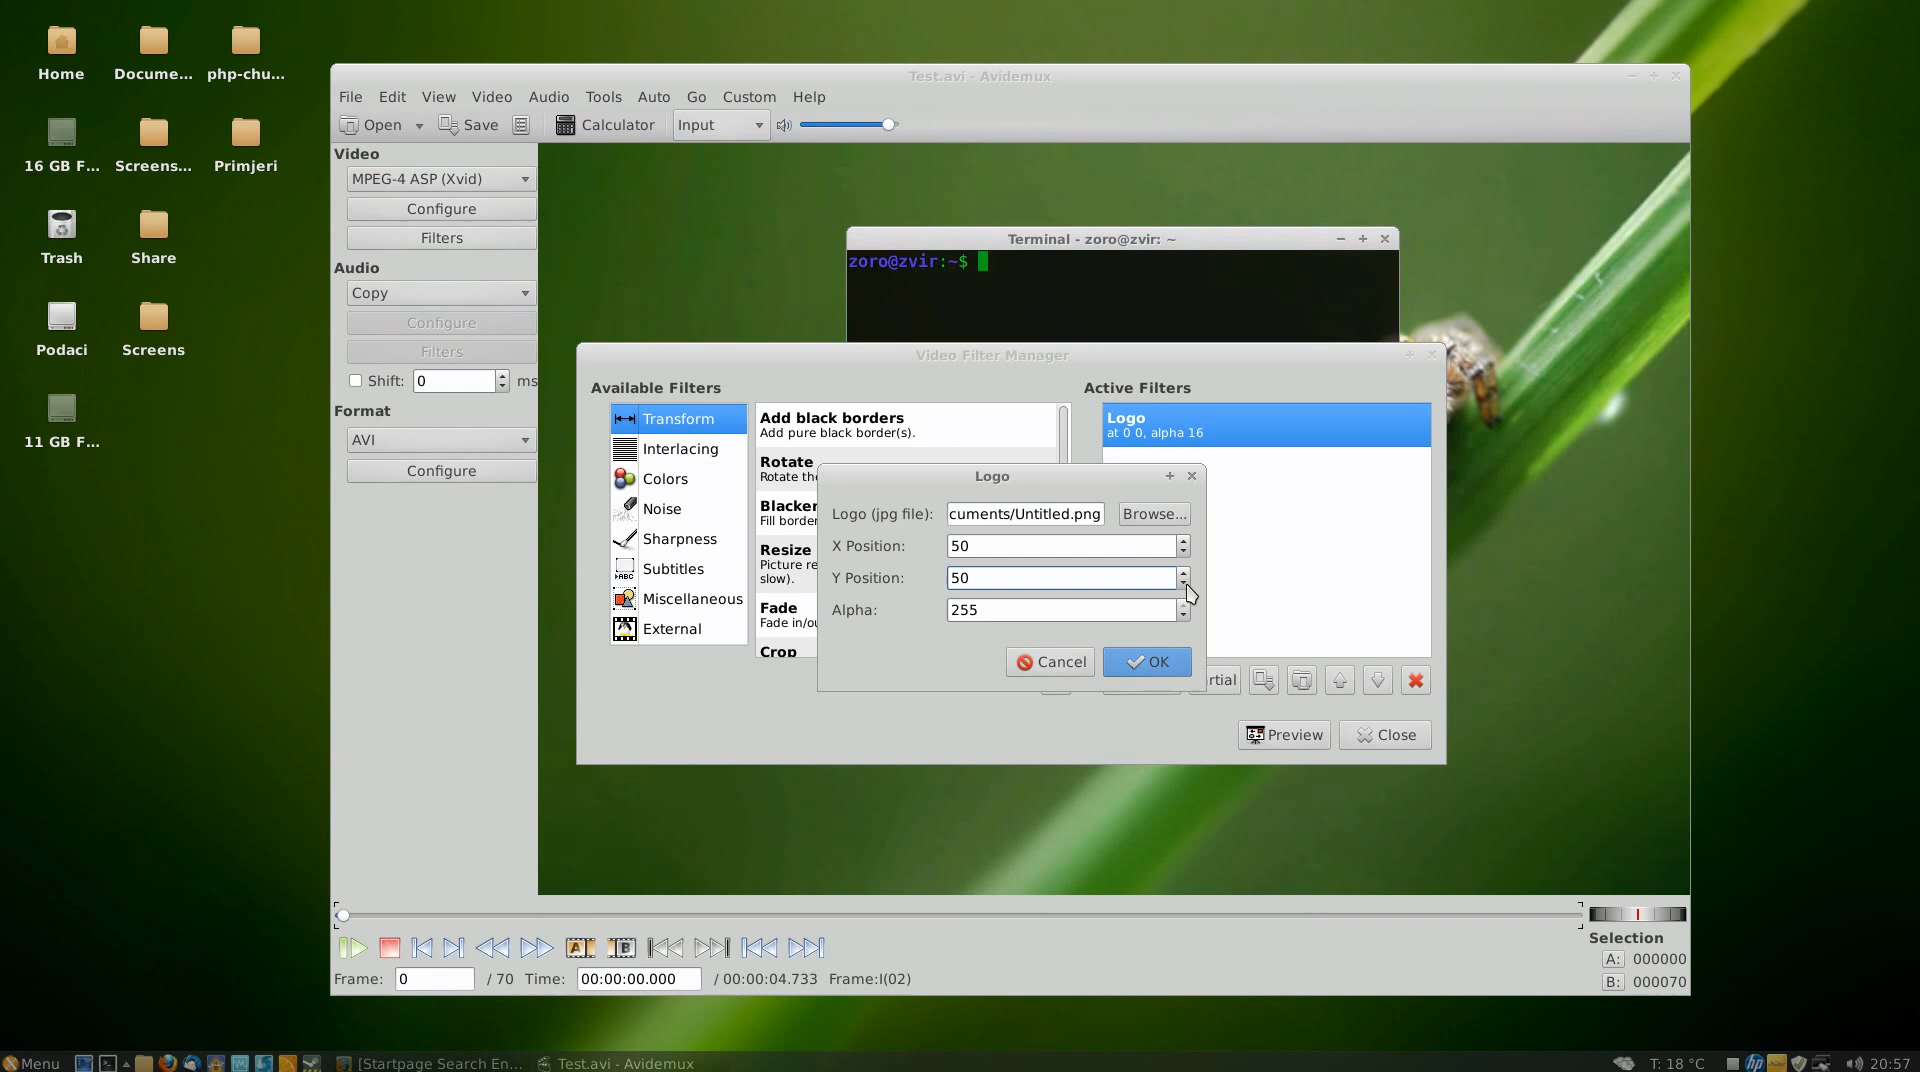 Home
Docume...
php-chu...
16 GB F...
Screens...
Primjeri
Trash
Share
Podaci
Screens
11 GB F...
Test.avi - Avidemux
File Edit View Video Audio Tools Auto Go Custom Help
Open Save Calculator Input
Video
MPEG-4 ASP (Xvid)
Configure
Filters
Audio
Copy
Configure
Filters
Shift: 0 ms
Format
AVI
Configure
Terminal - zoro@zvir: ~
zoro@zvir:~$
Video Filter Manager
Available Filters
Transform
Interlacing
Colors
Noise
Sharpness
Subtitles
Miscellaneous
External
Add black borders
Add pure black border(s).
Rotate
Rotate the
Blacken
Fill border
Resize
Picture re
slow).
Fade
Fade in/ou
Crop
Active Filters
Logo
at 0 0, alpha 16
Logo
Logo (jpg file): cuments/Untitled.png Browse...
X Position: 50
Y Position: 50
Alpha: 255
Cancel OK
rtial
Preview Close
A B
Frame: 0 / 70 Time: 00:00:00.000 / 00:00:04.733 Frame:I(02)
Selection
A: 000000
B: 000070
Menu [Startpage Search En... Test.avi - Avidemux T: 18 °C hp 20:57